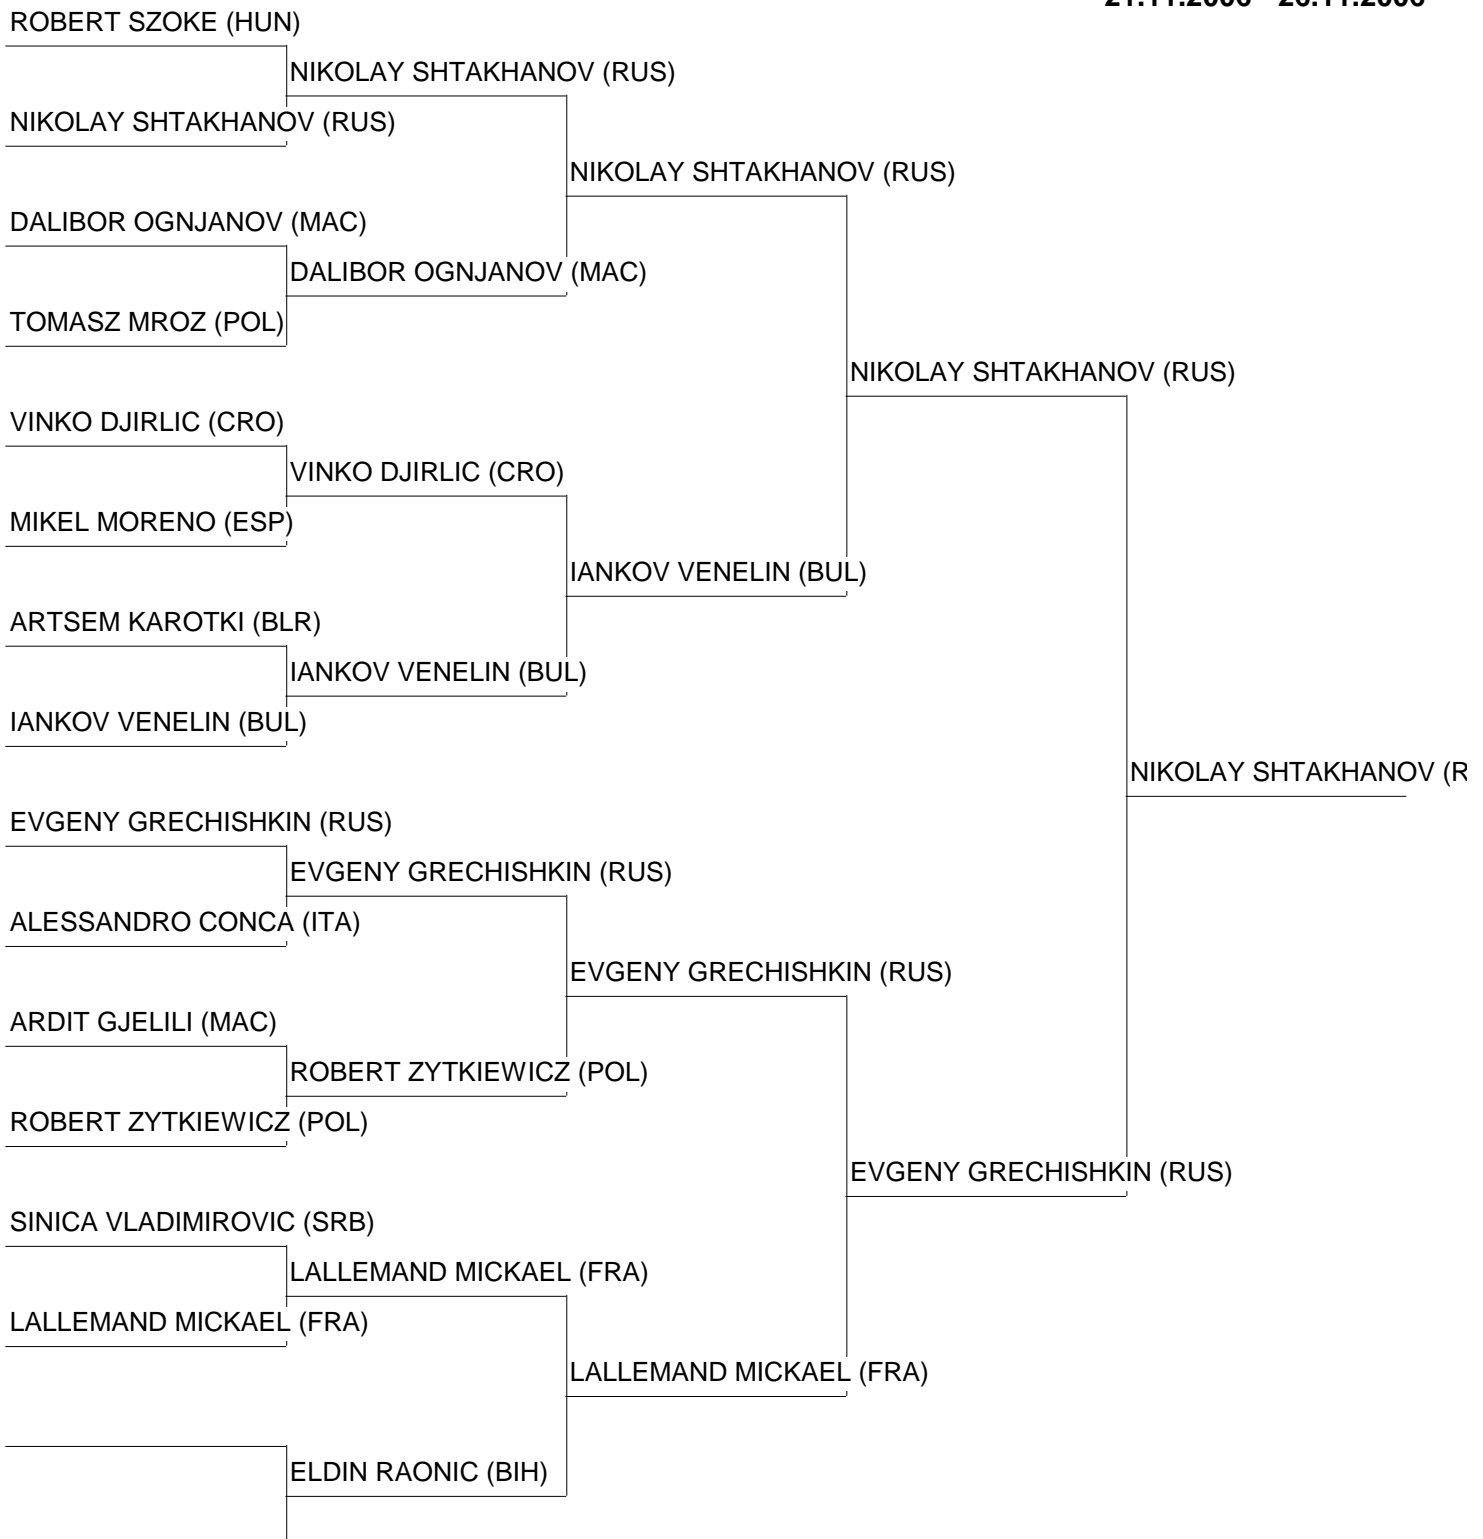 ROBERT SZOKE (HUN)
NIKOLAY SHTAKHANOV (RUS)
NIKOLAY SHTAKHANOV (RUS)
NIKOLAY SHTAKHANOV (RUS)
DALIBOR OGNJANOV (MAC)
DALIBOR OGNJANOV (MAC)
TOMASZ MROZ (POL)
NIKOLAY SHTAKHANOV (RUS)
VINKO DJIRLIC (CRO)
VINKO DJIRLIC (CRO)
MIKEL MORENO (ESP)
IANKOV VENELIN (BUL)
ARTSEM KAROTKI (BLR)
IANKOV VENELIN (BUL)
IANKOV VENELIN (BUL)
NIKOLAY SHTAKHANOV (R
EVGENY GRECHISHKIN (RUS)
EVGENY GRECHISHKIN (RUS)
ALESSANDRO CONCA (ITA)
EVGENY GRECHISHKIN (RUS)
ARDIT GJELILI (MAC)
ROBERT ZYTKIEWICZ (POL)
ROBERT ZYTKIEWICZ (POL)
EVGENY GRECHISHKIN (RUS)
SINICA VLADIMIROVIC (SRB)
LALLEMAND MICKAEL (FRA)
LALLEMAND MICKAEL (FRA)
LALLEMAND MICKAEL (FRA)
ELDIN RAONIC (BIH)